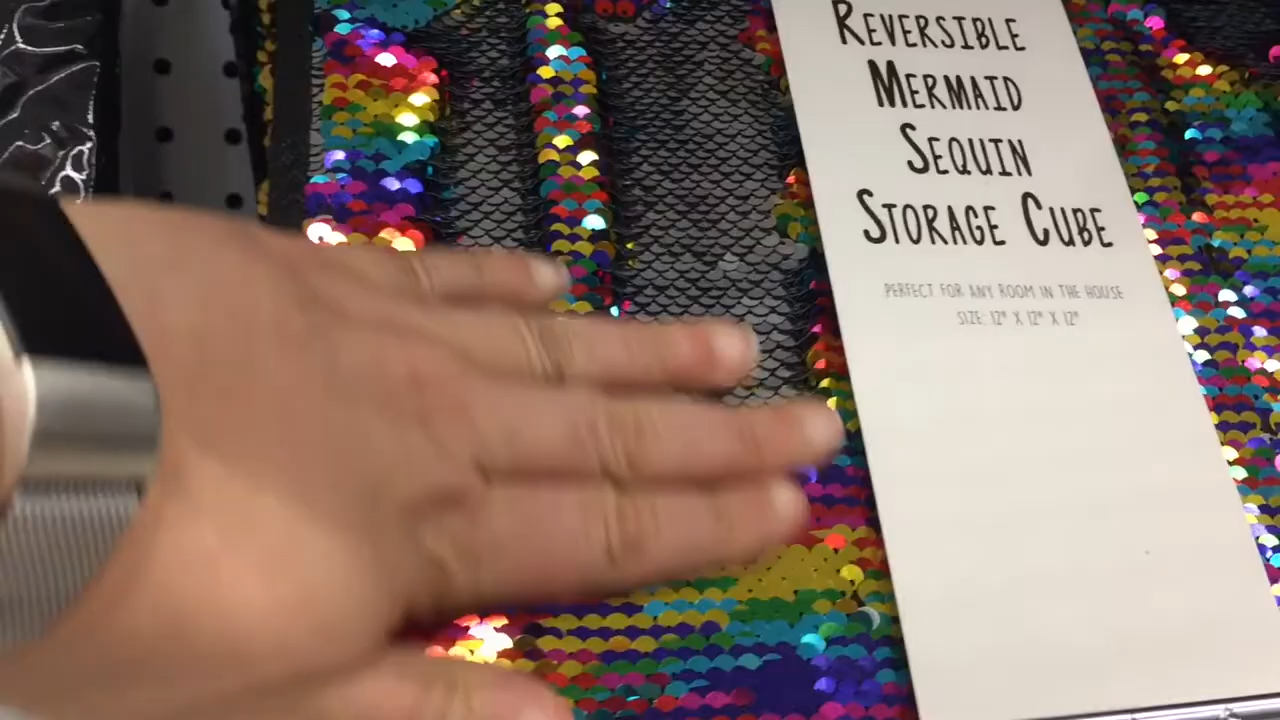 REVERSIBLE
MERMAID
SEQUIN
STORAGE CUBE
PERFECT FOR ANY ROOM IN THE HOUSE
SIZE: 12" X 12" X 12"